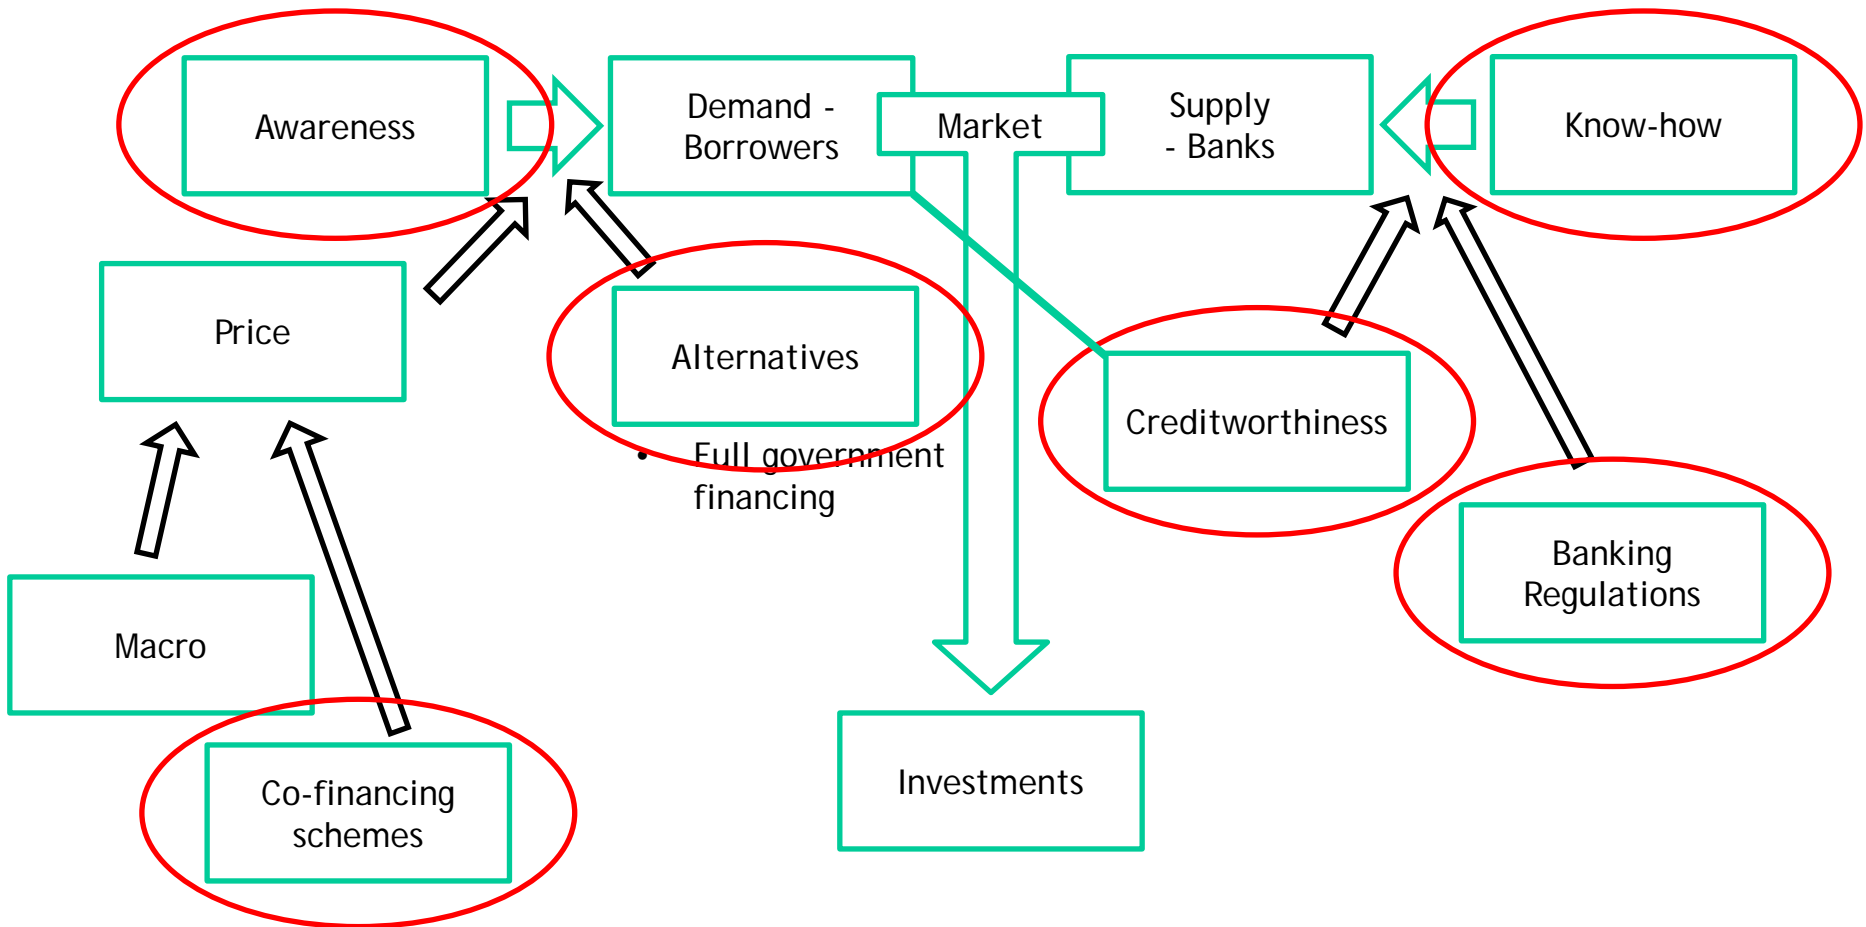 Awareness
Demand -
Borrowers
Market
Supply
- Banks
Know-how
Price
Alternatives
• Full government
financing
Creditworthiness
Banking
Regulations
Macro
Co-financing
schemes
Investments